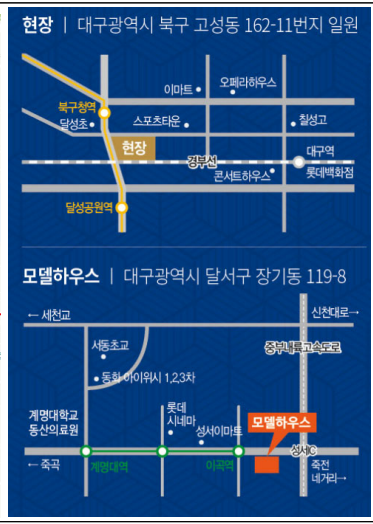 현장 | 대구광역시 북구 고성동 162-11번지 일원
이마트
오페라하우스
북구청역
달성초
스포츠타운
칠성고
현장
경부선
대구역
롯데백화점
콘서트하우스
달성공원역
모델하우스 | 대구광역시 달서구 장기동 119-8
← 세천교
신천대로→
서동초교
중부내륙고속도로
동화 아이위시 1,2,3차
계명대학교
동산의료원
롯데
시네마
성서이마트
모델하우스
성서IC
← 죽곡
계명대역
이곡역
죽전
네거리→